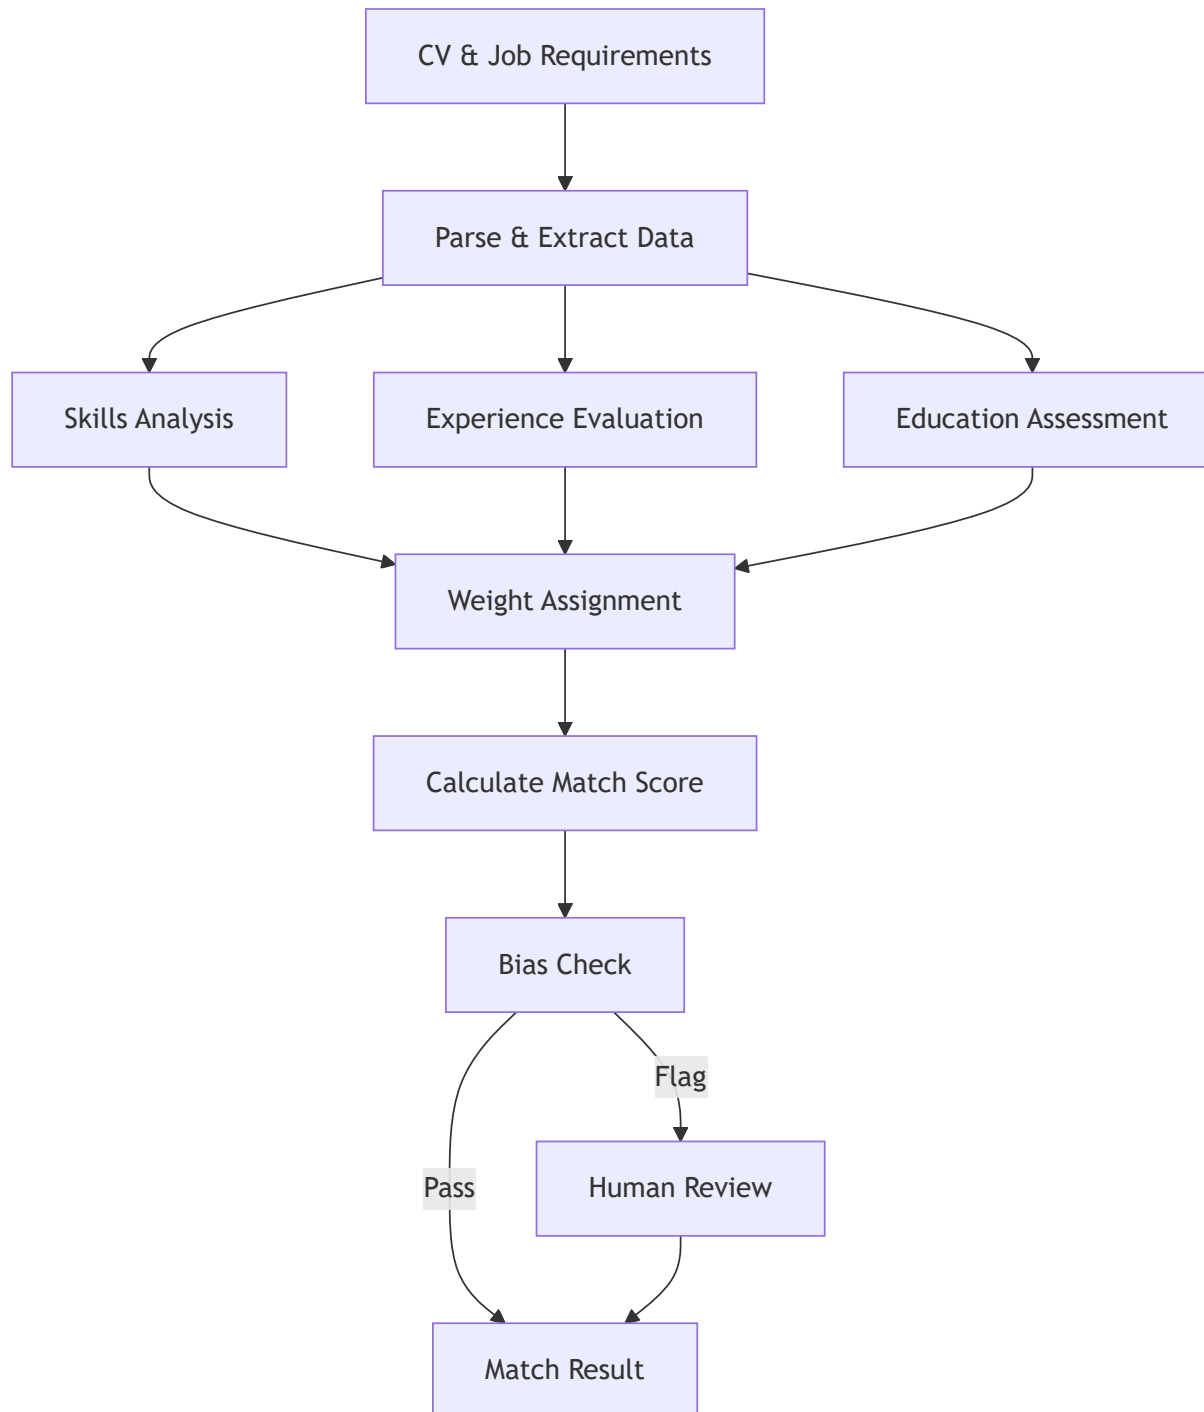 CV & Job Requirements
Parse & Extract Data
Skills Analysis
Experience Evaluation
Education Assessment
Weight Assignment
Calculate Match Score
Bias Check
Flag
Pass
Human Review
Match Result